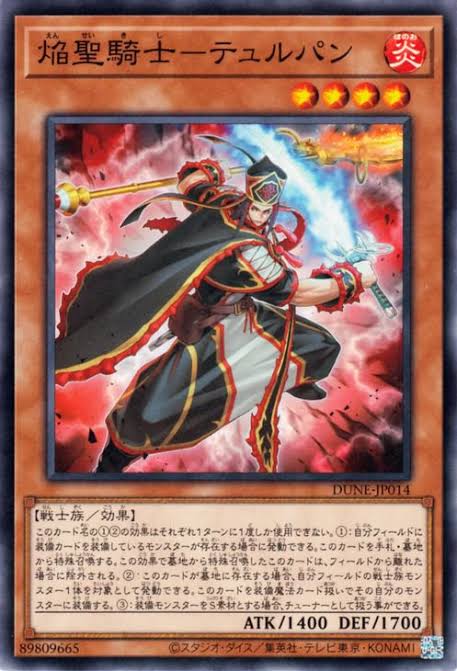 焔聖騎士－テュルパン
炎
DUNE-JP014
【戦士族／効果】
このカード名の①②の効果はそれぞれ1ターンに1度しか使用できない。①：自分フィールドに
装備カードを装備しているモンスターが存在する場合に発動できる。このカードを手札・墓地
から特殊召喚する。この効果で墓地から特殊召喚したこのカードは、フィールドから離れた
場合に除外される。②：このカードが墓地に存在する場合、自分フィールドの戦士族モン
スター1体を対象として発動できる。このカードを装備魔法カード扱いでその自分のモンス
ターに装備する。③：装備モンスターをS素材とする場合、チューナーとして扱う事ができる。
ATK/1400 DEF/1700
89809665
©スタジオ・ダイス／集英社・テレビ東京・KONAMI